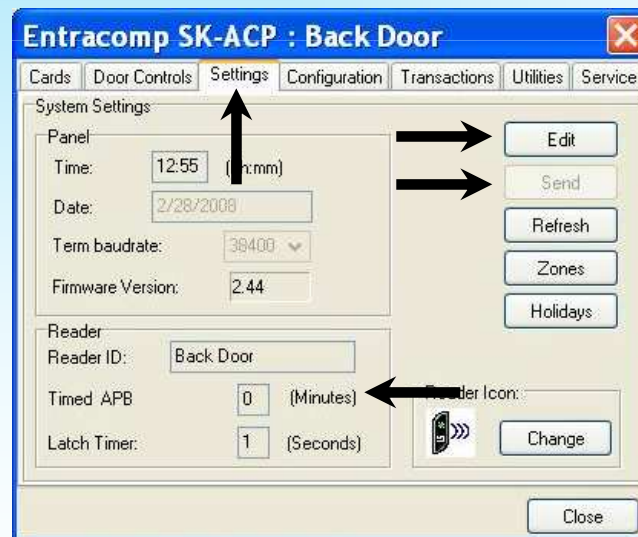 Entracomp SK-ACP : Back Door
Cards Door Controls Settings Configuration Transactions Utilities Service
System Settings
Panel
Time: 12:55
Edit
Send
Date: 2/28/2008
Refresh
Term baudrate: 38400
Zones
Firmware Version: 2.44
Holidays
Reader
Reader ID: Back Door
Timed APB 0 (Minutes)
Icon:
Latch Timer: 1 (Seconds)
Change
Close